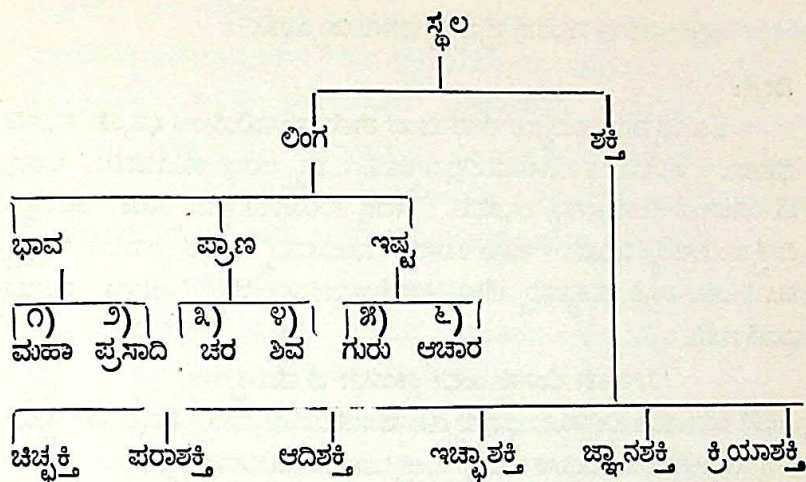 ಸ್ಥಲ
ಲಿಂಗ ಶಕ್ತಿ
ಭಾವ ಪ್ರಾಣ ಇಷ್ಟ
೧) ೨) ೩) ೪) ೫) ೬)
ಮಹಾ ಪ್ರಸಾದಿ ಚರ ಶಿವ ಗುರು ಆಚಾರ
ಚಿಚ್ಛಕ್ತಿ ಪರಾಶಕ್ತಿ ಆದಿಶಕ್ತಿ ಇಚ್ಛಾಶಕ್ತಿ ಜ್ಞಾನಶಕ್ತಿ ಕ್ರಿಯಾಶಕ್ತಿ